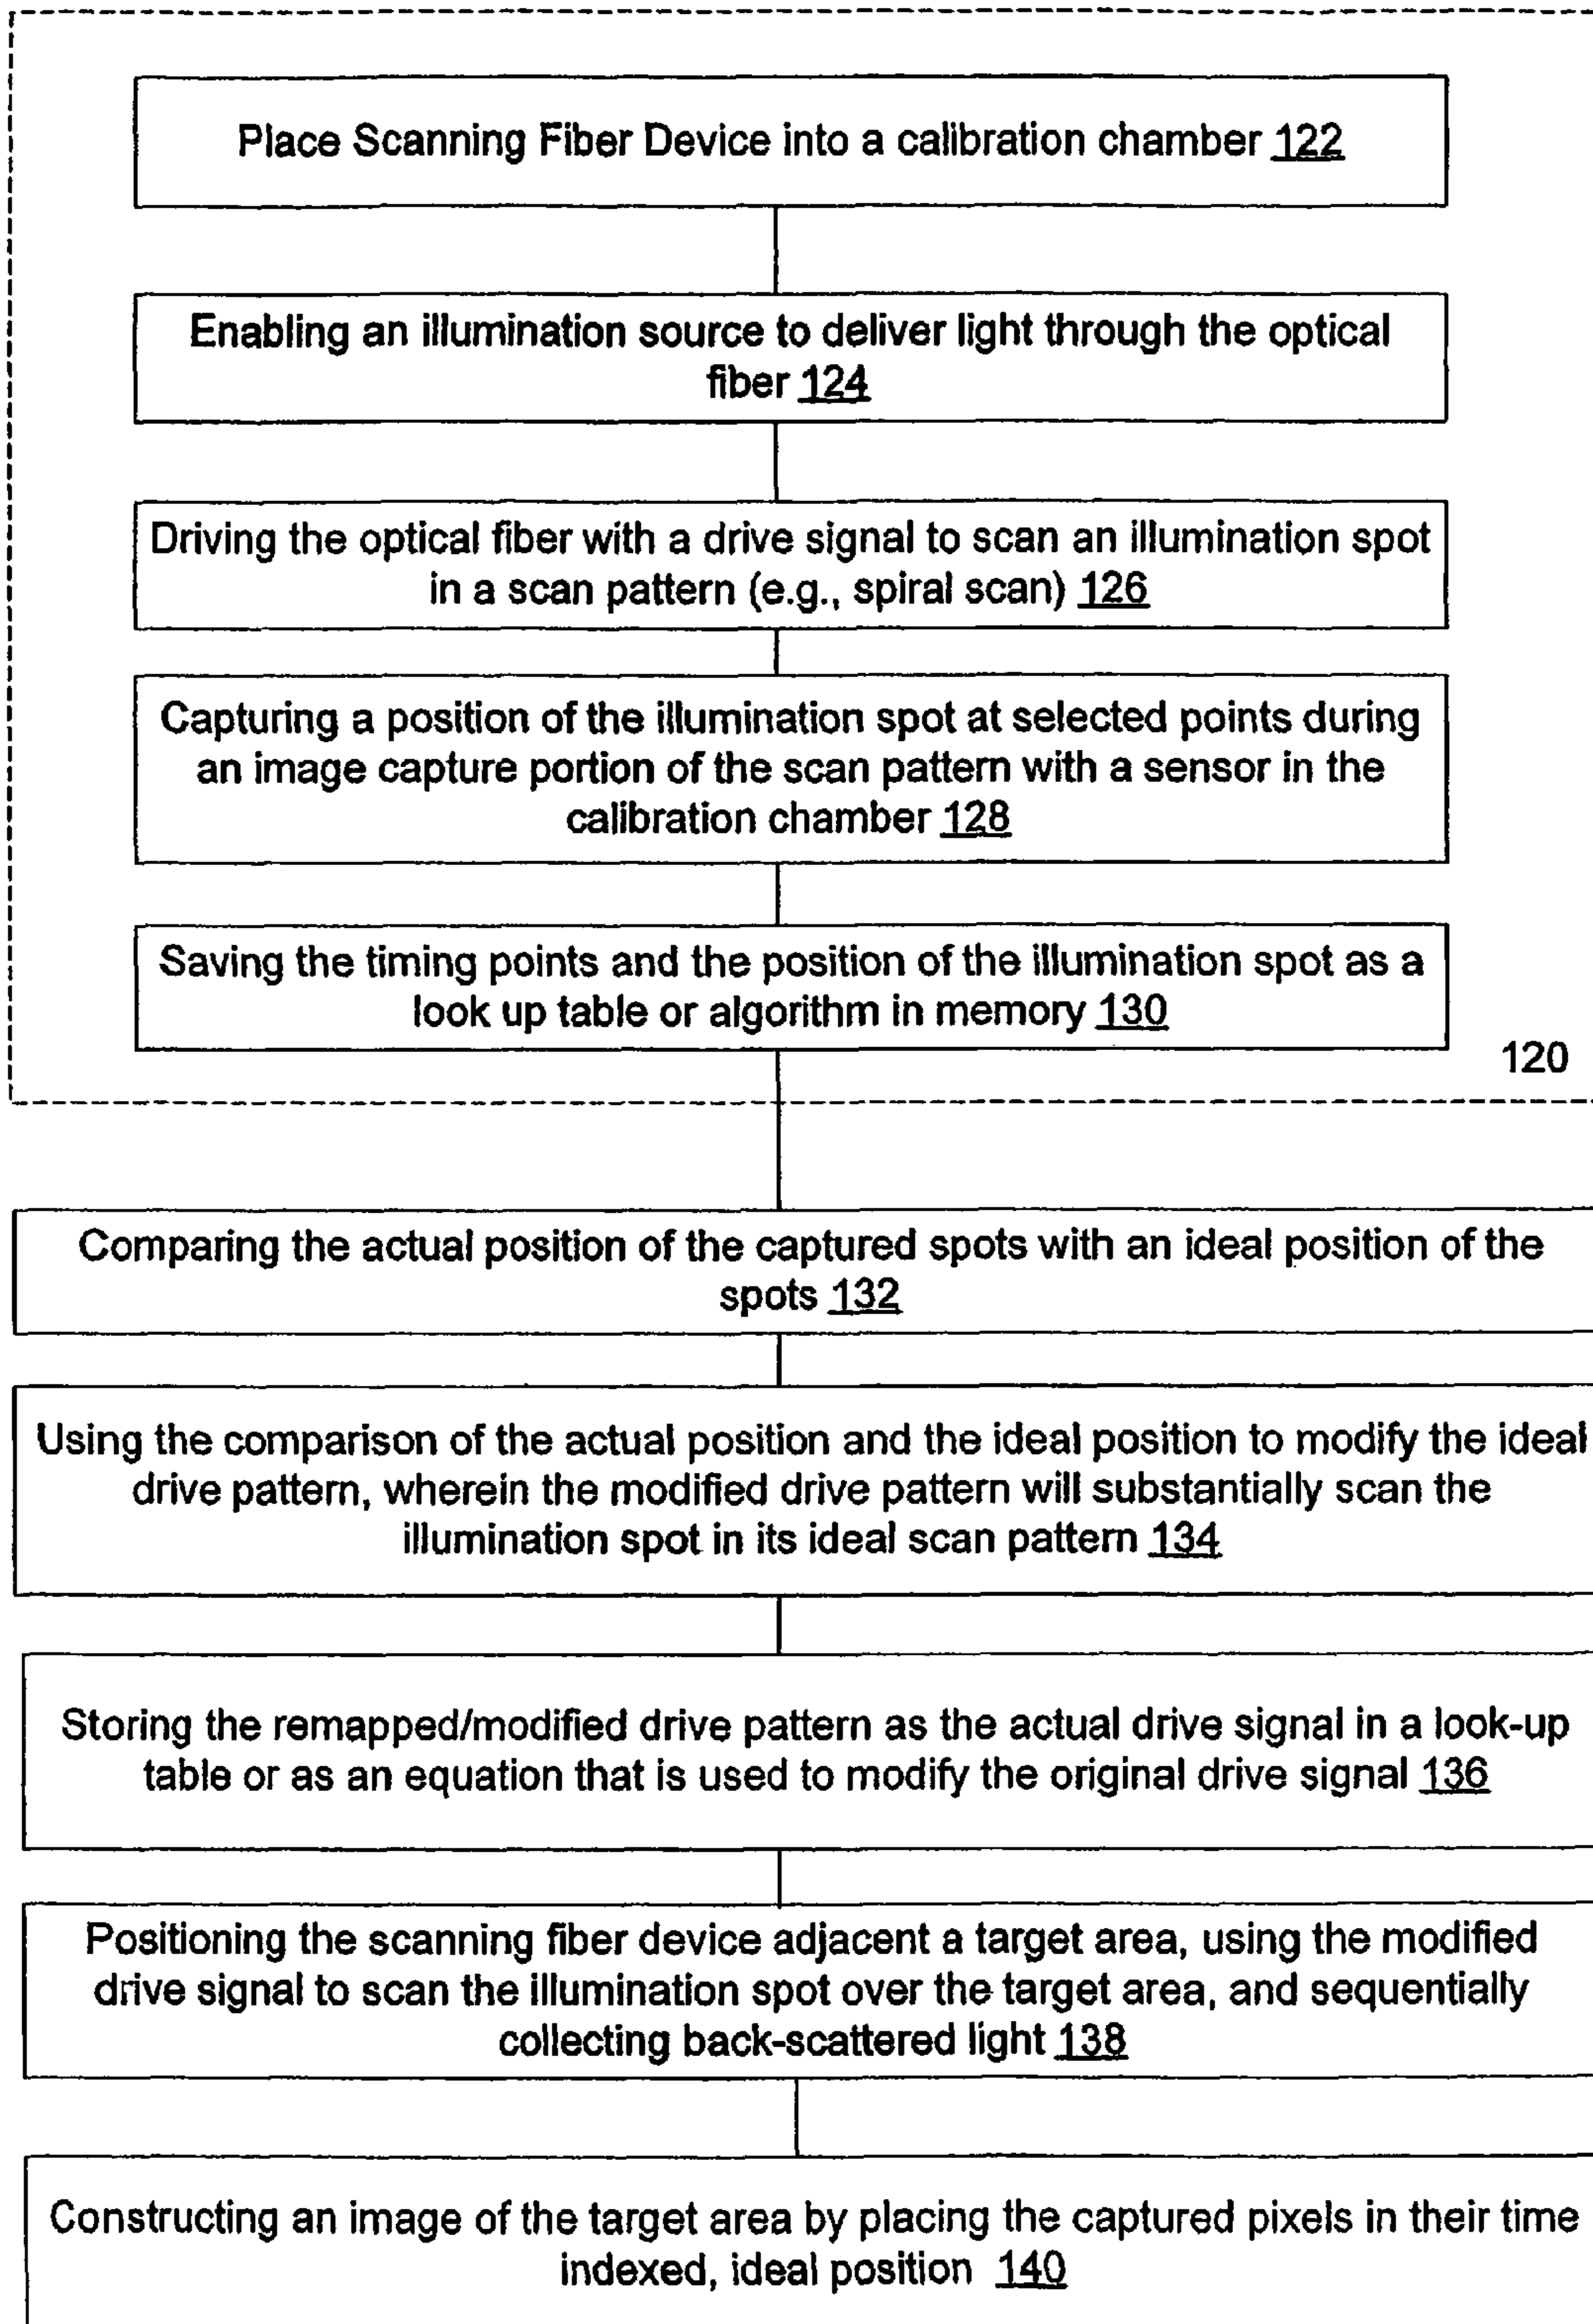 Place Scanning Fiber Device into a calibration chamber 122
Enabling an illumination source to deliver light through the optical
fiber 124
Driving the optical fiber with a drive signal to scan an illumination spot
in a scan pattern (e.g., spiral scan) 126
Capturing a position of the illumination spot at selected points during
an image capture portion of the scan pattern with a sensor in the
calibration chamber 128
Saving the timing points and the position of the illumination spot as a
look up table or algorithm in memory 130
120
Comparing the actual position of the captured spots with an ideal position of the
spots 132
Using the comparison of the actual position and the ideal position to modify the ideal
drive pattern, wherein the modified drive pattern will substantially scan the
illumination spot in its ideal scan pattern 134
Storing the remapped/modified drive pattern as the actual drive signal in a look-up
table or as an equation that is used to modify the original drive signal 136
Positioning the scanning fiber device adjacent a target area, using the modified
drive signal to scan the illumination spot over the target area, and sequentially
collecting back-scattered light 138
Constructing an image of the target area by placing the captured pixels in their time
indexed, ideal position 140